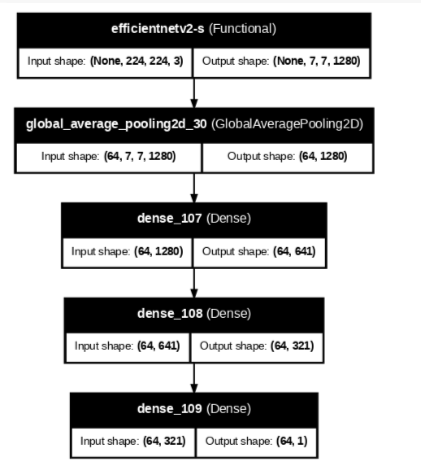 efficientnetv2-s (Functional)
Input shape: (None, 224, 224, 3) Output shape: (None, 7, 7, 1280)
global_average_pooling2d_30 (GlobalAveragePooling2D)
Input shape: (64, 7, 7, 1280) Output shape: (64, 1280)
dense_107 (Dense)
Input shape: (64, 1280) Output shape: (64, 641)
dense_108 (Dense)
Input shape: (64, 641) Output shape: (64, 321)
dense_109 (Dense)
Input shape: (64, 321) Output shape: (64, 1)